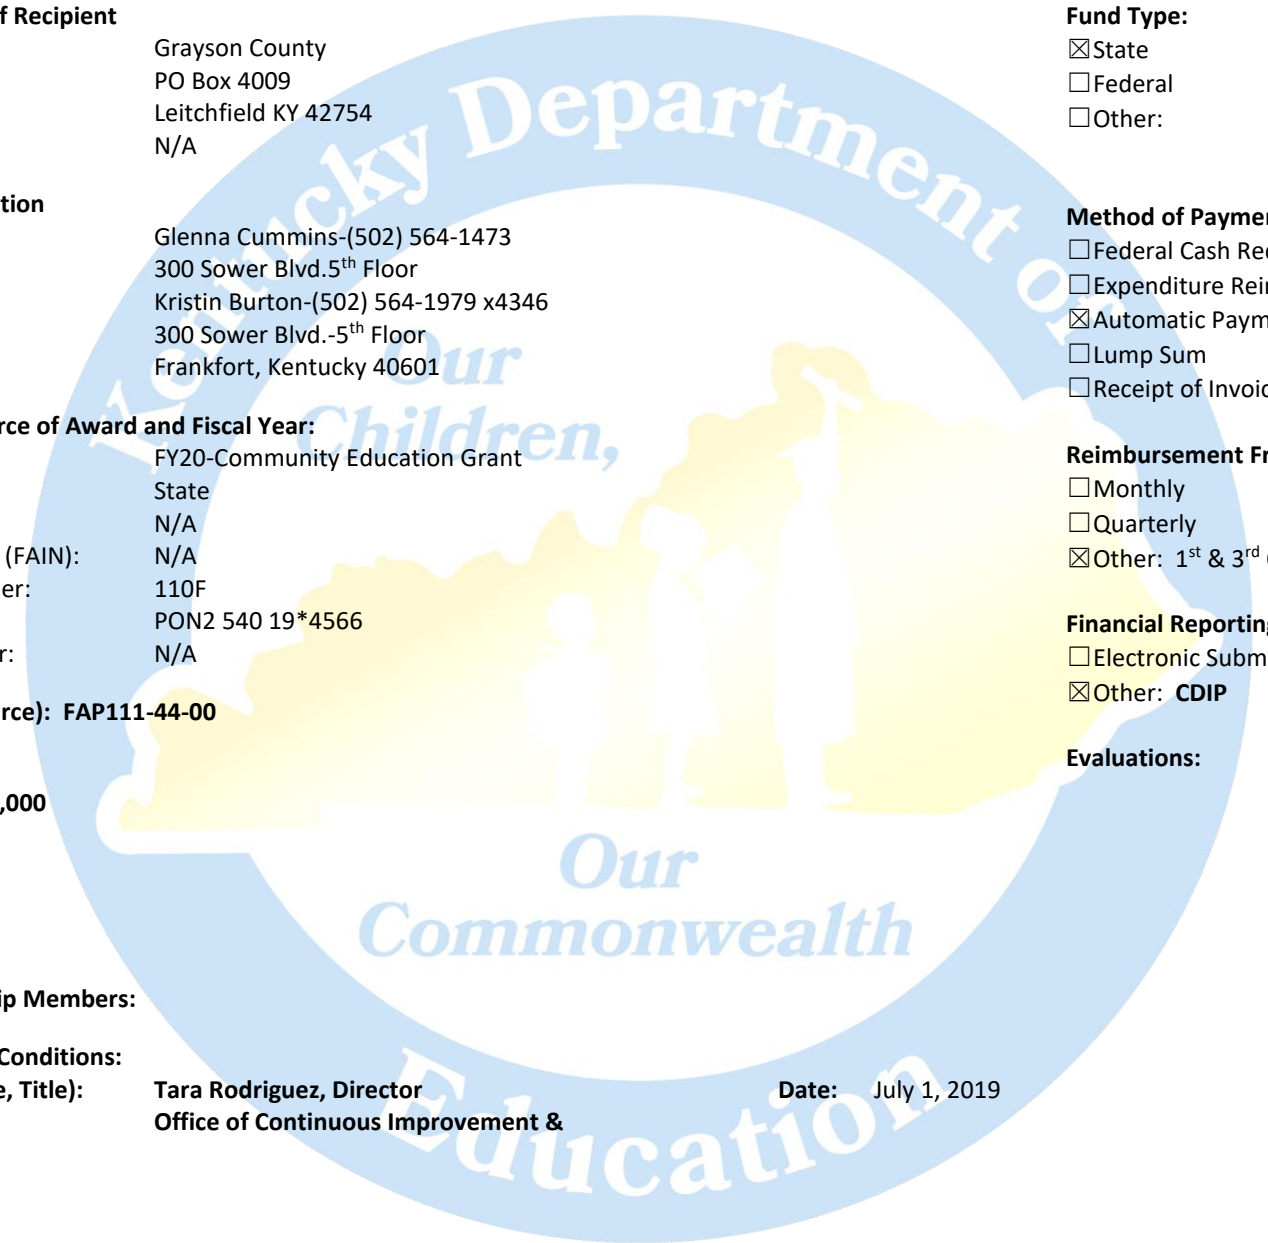 f Recipient
Grayson County
PO Box 4009
Leitchfield KY 42754
N/A
tion
Glenna Cummins-(502) 564-1473
300 Sower Blvd.5th Floor
Kristin Burton-(502) 564-1979 x4346
300 Sower Blvd.-5th Floor
Frankfort, Kentucky 40601
rce of Award and Fiscal Year:
FY20-Community Education Grant
State
N/A
(FAIN): N/A
er: 110F
PON2 540 19*4566
r: N/A
rce): FAP111-44-00
,000
ip Members:
Conditions:
e, Title): Tara Rodriguez, Director Date: July 1, 2019
Office of Continuous Improvement &
Fund Type:
☒State
☐Federal
☐Other:
Method of Payme
☐Federal Cash Re
☐Expenditure Rei
☒Automatic Paym
☐Lump Sum
☐Receipt of Invoi
Reimbursement Fr
☐Monthly
☐Quarterly
☒Other: 1st & 3rd
Financial Reportin
☐Electronic Subm
☒Other: CDIP
Evaluations:
Kentucky Department of
Education
Our
Children,
Our
Commonwealth